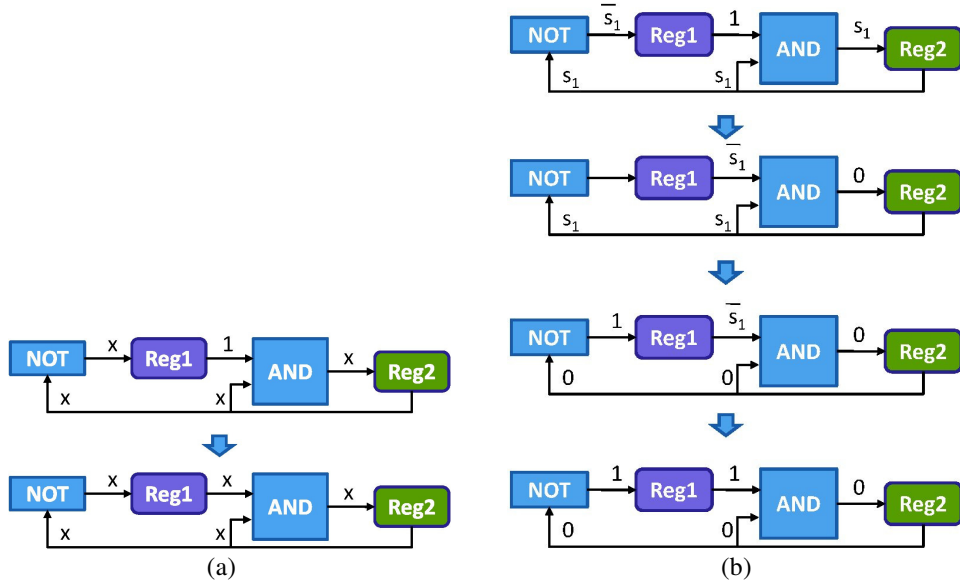 s̅₁ 1 s₁
NOT Reg1 AND Reg2
s₁ s₁
s̅₁ 0
NOT Reg1 AND Reg2
s₁ s₁
1 s̅₁ 0
NOT Reg1 AND Reg2
0 0
x 1 x
NOT Reg1 AND Reg2
x x
1 1 0
NOT Reg1 AND Reg2
0 0
x x x
NOT Reg1 AND Reg2
x x
(a) (b)